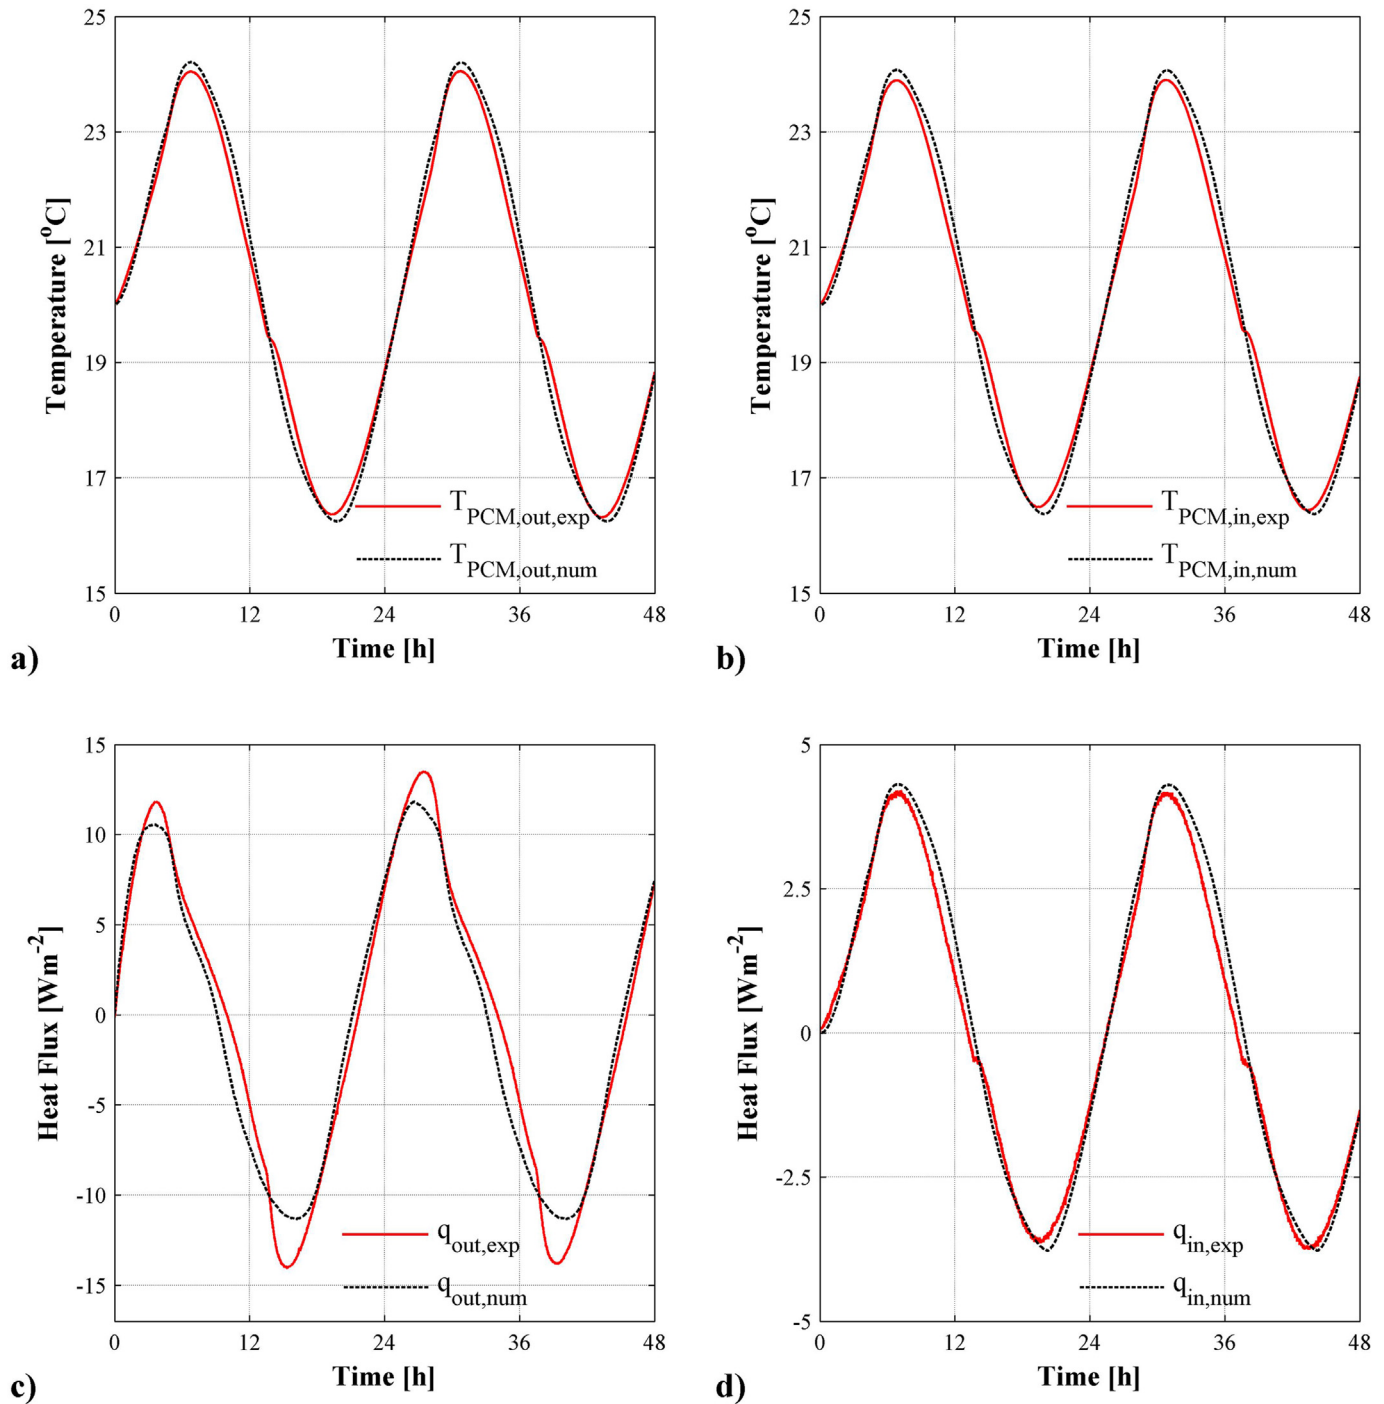 25
23
21
19
17
15
Temperature [°C]
T_PCM,out,exp
T_PCM,out,num
0 12 24 36 48
Time [h]
a)
25
23
21
19
17
15
Temperature [°C]
T_PCM,in,exp
T_PCM,in,num
0 12 24 36 48
Time [h]
b)
15
10
5
0
-5
-10
-15
Heat Flux [Wm^-2]
q_out,exp
q_out,num
0 12 24 36 48
Time [h]
c)
5
2.5
0
-2.5
-5
Heat Flux [Wm^-2]
q_in,exp
q_in,num
0 12 24 36 48
Time [h]
d)